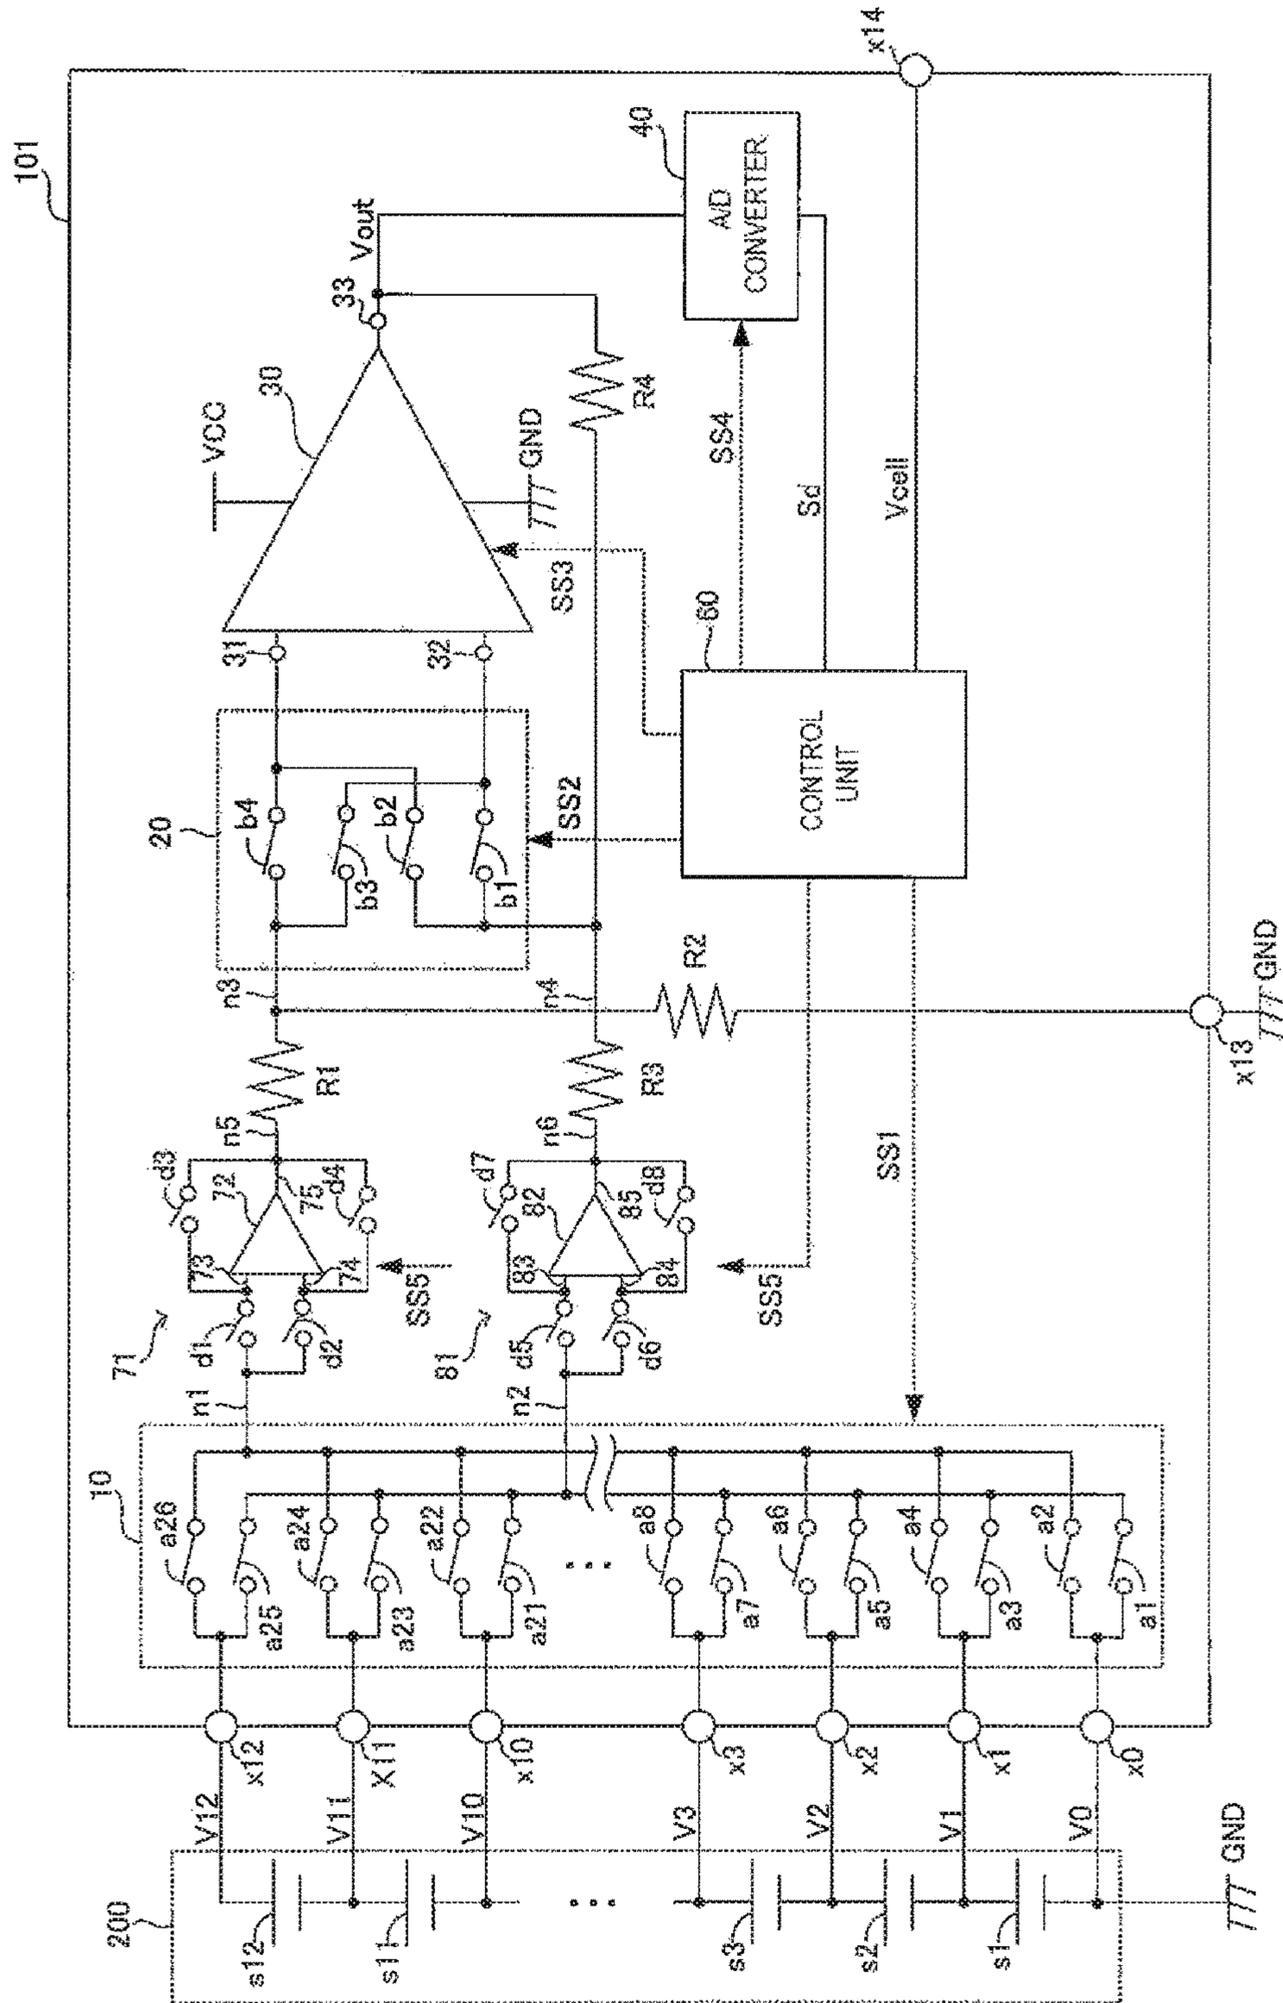 101
x14
40
A/D
CONVERTER
Vout
33
30
VCC
GND
R4
SS4
Sd
Vcell
31
32
SS3
60
CONTROL
UNIT
20
b4
b3
b2
b1
SS2
n3
n4
R2
GND
x13
R1
R3
n5
n6
d3
72
75
d4
73
74
d7
82
85
d8
83
84
SS5
SS5
SS1
71
d1
d2
81
d5
d6
n1
n2
10
a26
a25
a24
a23
a22
a21
...
a8
a7
a6
a5
a4
a3
a2
a1
x12
X11
x10
x3
x2
x1
x0
V12
V11
V10
V3
V2
V1
V0
200
s12
s11
...
s3
s2
s1
GND